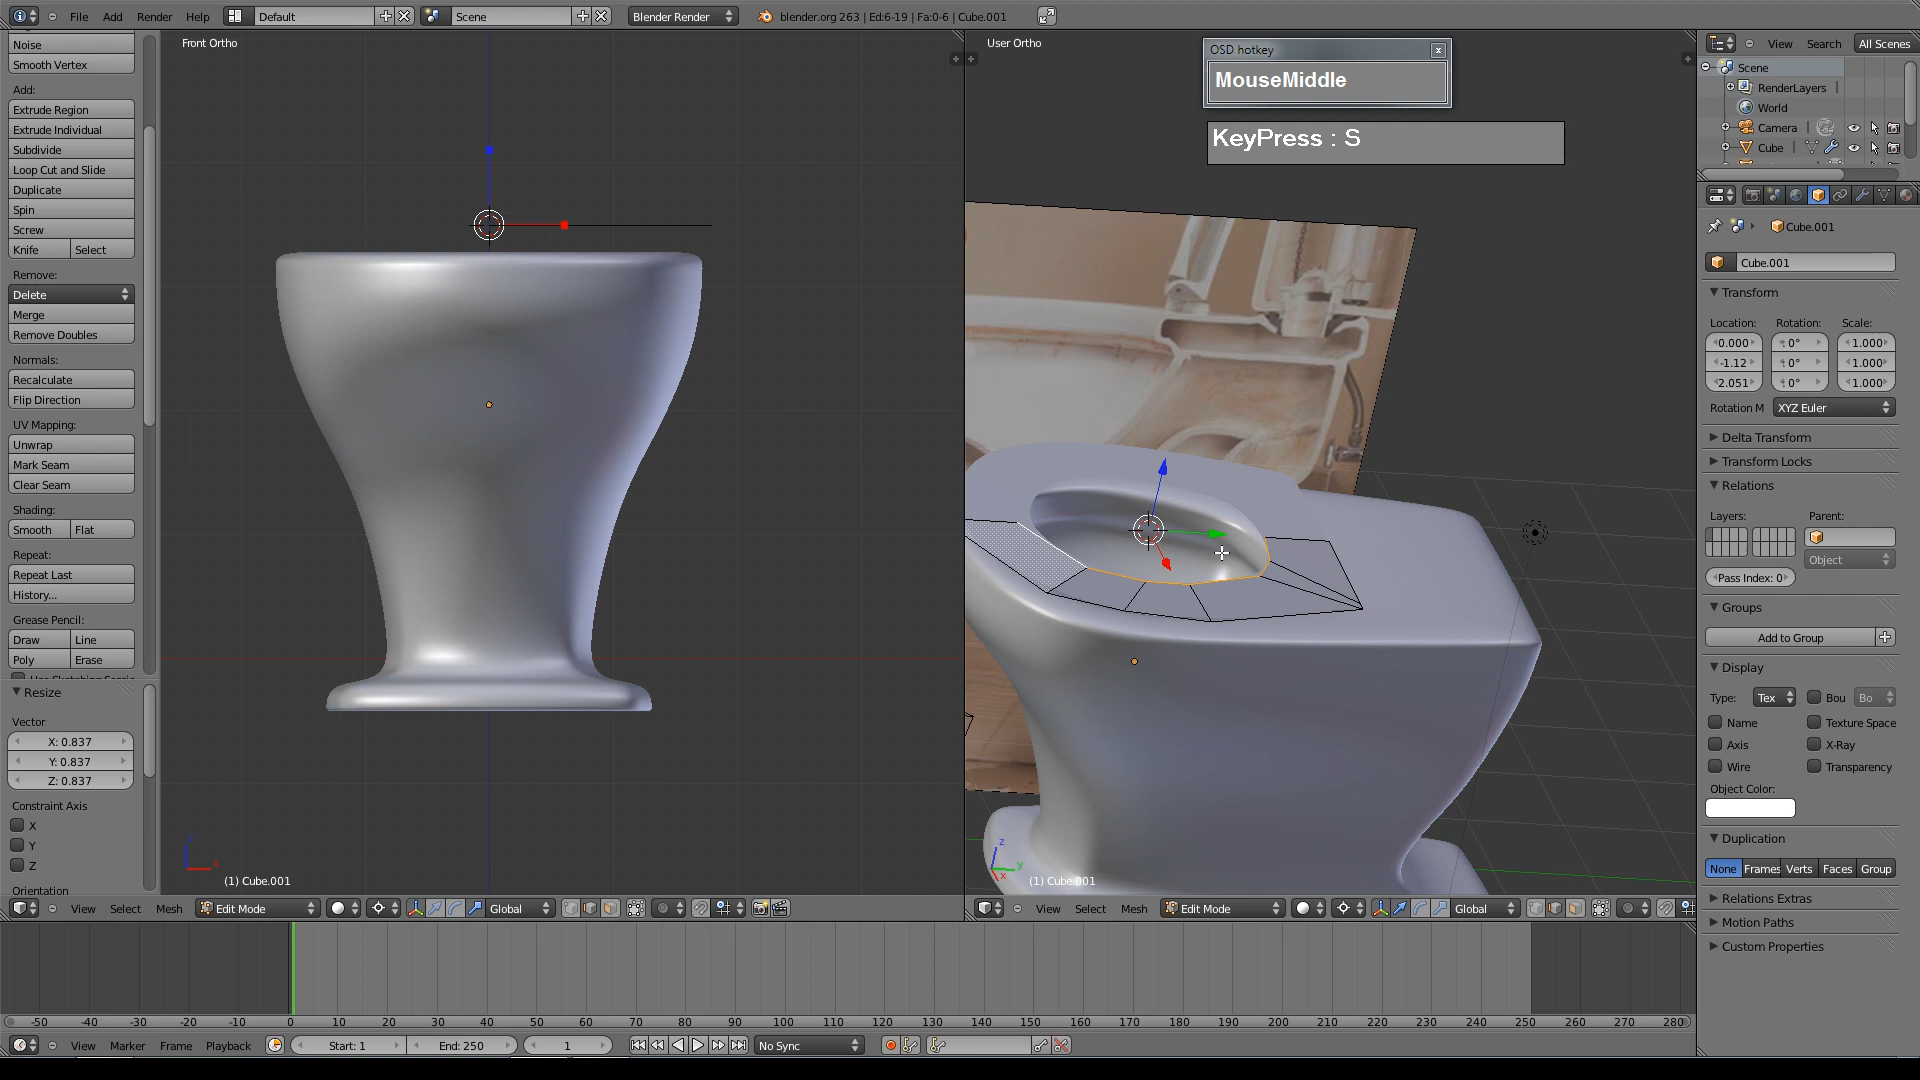 File Add Render Help Default Scene Blender Render blender.org 263 | Ed:6-19 | Fa:0-6 | Cube.001
Noise
Smooth Vertex
Add:
Extrude Region
Extrude Individual
Subdivide
Loop Cut and Slide
Duplicate
Spin
Screw
Knife Select
Remove:
Delete
Merge
Remove Doubles
Normals:
Recalculate
Flip Direction
UV Mapping:
Unwrap
Mark Seam
Clear Seam
Shading:
Smooth Flat
Repeat:
Repeat Last
History...
Grease Pencil:
Draw Line
Poly Erase
Resize
Vector
X: 0.837
Y: 0.837
Z: 0.837
Constraint Axis
X
Y
Z
Orientation
Front Ortho
(1) Cube.001
View Select Mesh Edit Mode Global
User Ortho
OSD hotkey
MouseMiddle
KeyPress : S
z
y
x
(1) Cube.001
View Select Mesh Edit Mode Global
View Search All Scenes
Scene
RenderLayers
World
Camera
Cube
Cube.001
Cube.001
Transform
Location: Rotation: Scale:
0.000 : 0° 1.000
-1.12 : 0° 1.000
2.051 : 0° 1.000
Rotation M XYZ Euler
Delta Transform
Transform Locks
Relations
Layers: Parent:
Object
Pass Index: 0
Groups
Add to Group
Display
Type: Tex Bou Bo
Name Texture Space
Axis X-Ray
Wire Transparency
Object Color:
Duplication
None Frames Verts Faces Group
Relations Extras
Motion Paths
Custom Properties
-50 -40 -30 -20 -10 0 10 20 30 40 50 60 70 80 90 100 110 120 130 140 150 160 170 180 190 200 210 220 230 240 250 260 270 280
View Marker Frame Playback Start: 1 End: 250 1 No Sync